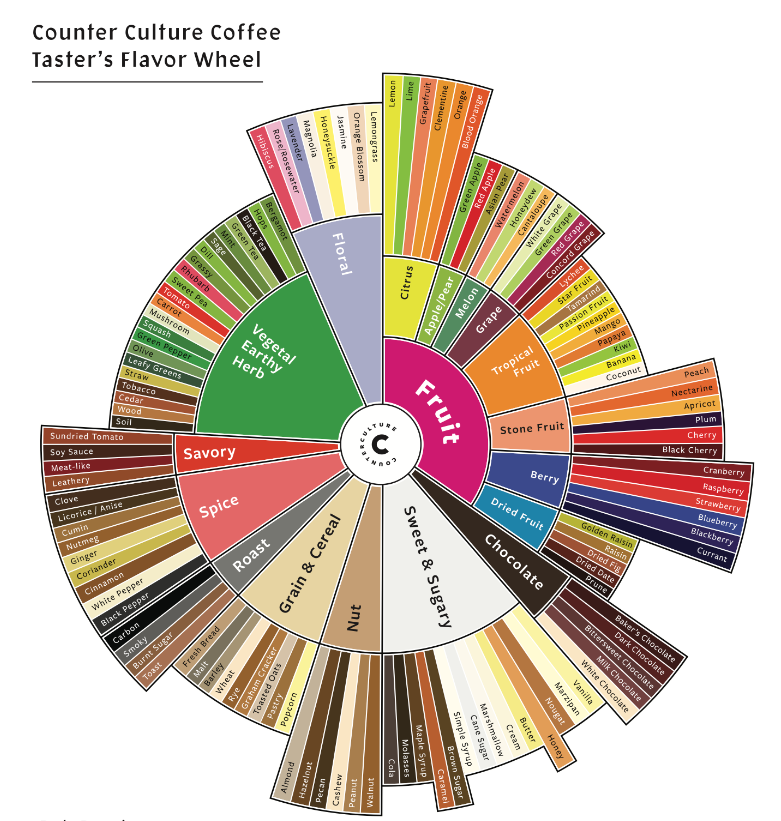 Counter Culture Coffee
Taster's Flavor Wheel
COUNTER CULTURE
C
Fruit
Citrus
Lemon
Lime
Grapefruit
Clementine
Orange
Blood Orange
Apple/Pear
Green Apple
Red Apple
Asian Pear
Melon
Watermelon
Honeydew
Cantaloupe
Grape
White Grape
Green Grape
Red Grape
Concord Grape
Tropical
Fruit
Lychee
Star Fruit
Tamarind
Passion Fruit
Pineapple
Mango
Papaya
Kiwi
Banana
Coconut
Stone Fruit
Peach
Nectarine
Apricot
Plum
Cherry
Black Cherry
Berry
Cranberry
Raspberry
Strawberry
Blueberry
Blackberry
Currant
Dried Fruit
Golden Raisin
Raisin
Dried Fig
Dried Date
Prune
Chocolate
Baker's Chocolate
Dark Chocolate
Bittersweet Chocolate
Milk Chocolate
White Chocolate
Sweet & Sugary
Vanilla
Marzipan
Nougat
Honey
Butter
Cream
Marshmallow
Cane Sugar
Simple Syrup
Brown Sugar
Caramel
Maple Syrup
Molasses
Cola
Nut
Walnut
Peanut
Cashew
Pecan
Hazelnut
Almond
Grain & Cereal
Popcorn
Pastry
Toasted Oats
Graham Cracker
Rye
Wheat
Barley
Malt
Fresh Bread
Roast
Toast
Burnt Sugar
Smoky
Carbon
Spice
Black Pepper
White Pepper
Cinnamon
Coriander
Ginger
Nutmeg
Cumin
Licorice / Anise
Clove
Savory
Leathery
Meat-like
Soy Sauce
Sundried Tomato
Vegetal
Earthy
Herb
Soil
Wood
Cedar
Tobacco
Straw
Leafy Greens
Olive
Green Pepper
Squash
Mushroom
Carrot
Tomato
Sweet Pea
Rhubarb
Grassy
Dill
Sage
Mint
Green Tea
Black Tea
Hops
Bergamot
Floral
Hibiscus
Rose/Rosewater
Lavender
Magnolia
Honeysuckle
Jasmine
Orange Blossom
Lemongrass